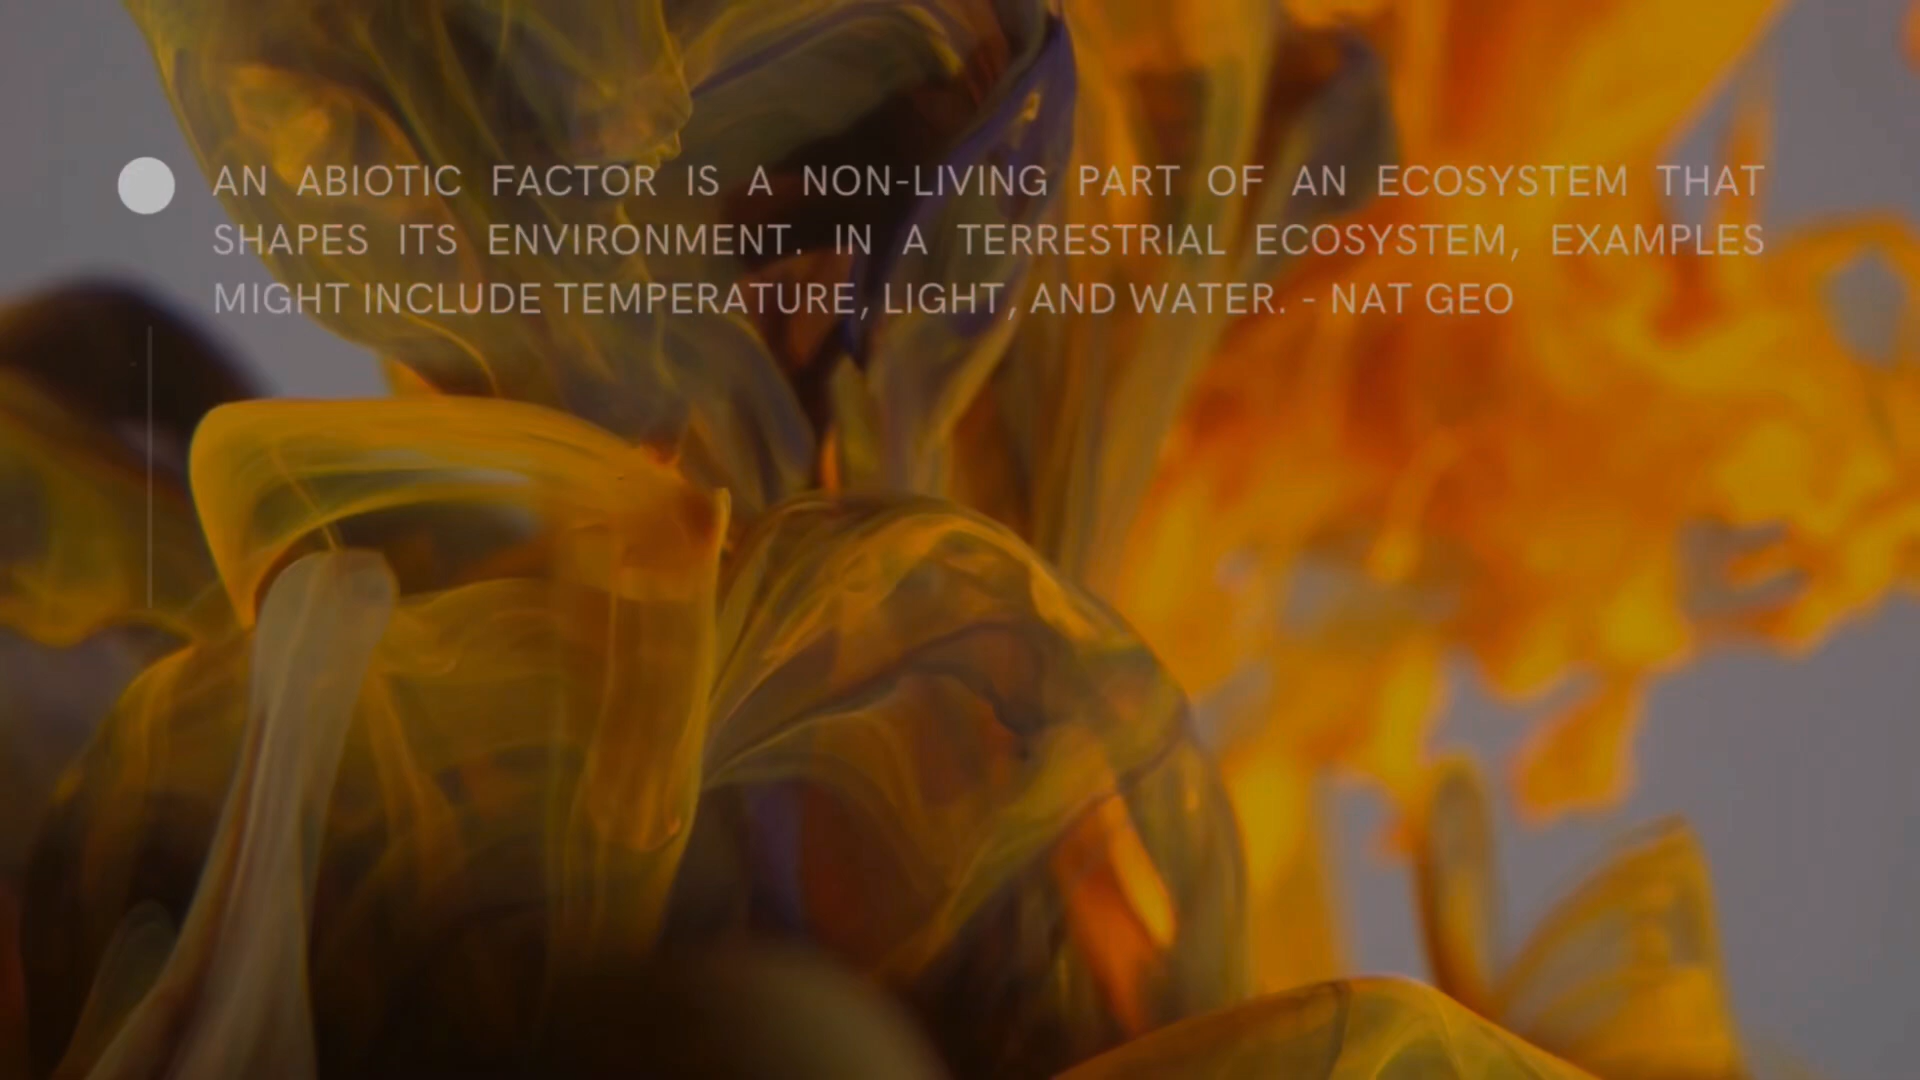 AN ABIOTIC FACTOR IS A NON-LIVING PART OF AN ECOSYSTEM THAT
SHAPES ITS ENVIRONMENT. IN A TERRESTRIAL ECOSYSTEM, EXAMPLES
MIGHT INCLUDE TEMPERATURE, LIGHT, AND WATER. - NAT GEO